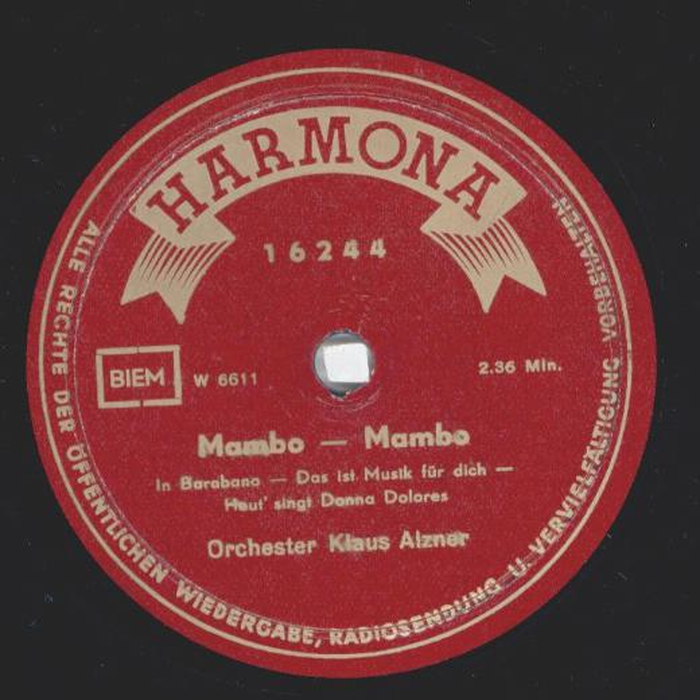 HARMONA
16244
BIEM
W 6611
2.36 Min.
Mambo — Mambo
In Barabano — Das ist Musik für dich —
Heut' singt Donna Dolores
Orchester Klaus Alzner
ALLE RECHTE DER ÖFFENTLICHEN WIEDERGABE, RADIOSENDUNG U. VERVIELFÄLTIGUNG VORBEHALTEN